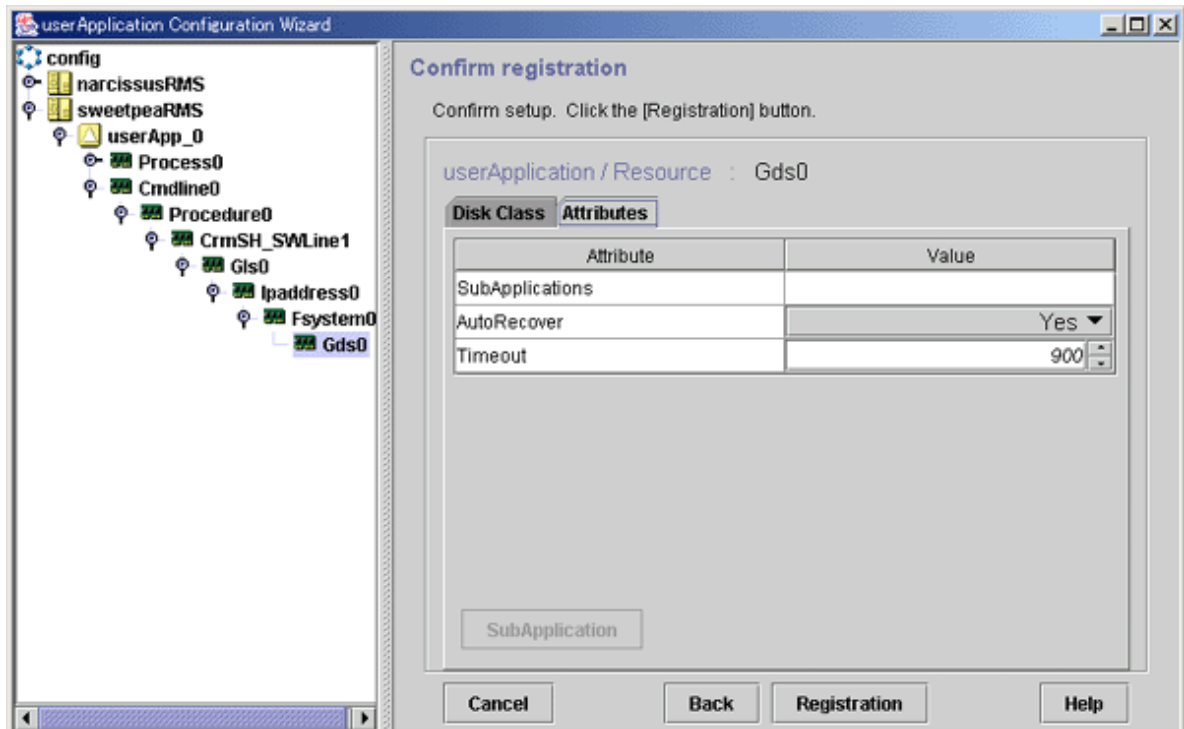 userApplication Configuration Wizard
config
narcissusRMS
sweetpeaRMS
userApp_0
Process0
Cmdline0
Procedure0
CrmSH_SWLine1
Gls0
Ipaddress0
Fsystem0
Gds0
Confirm registration
Confirm setup. Click the [Registration] button.
userApplication / Resource : Gds0
Disk Class Attributes
Attribute Value
SubApplications
AutoRecover Yes
Timeout 900
SubApplication
Cancel Back Registration Help